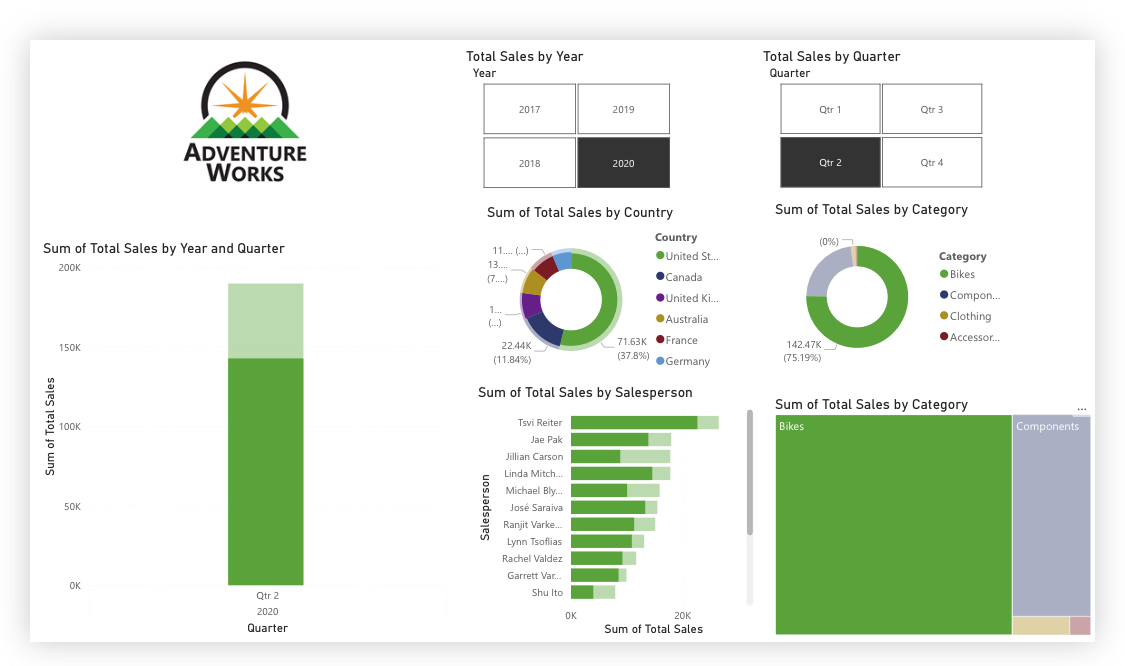 ADVENTURE
WORKS
Total Sales by Year
Year
2017
2019
2018
2020
Total Sales by Quarter
Quarter
Qtr 1
Qtr 3
Qtr 2
Qtr 4
Sum of Total Sales by Year and Quarter
Sum of Total Sales
200K
150K
100K
50K
0K
Qtr 2
2020
Quarter
Sum of Total Sales by Country
11.... (...)
13....
(7....)
1...
(...)
22.44K
(11.84%)
71.63K
(37.8%)
Country
United St...
Canada
United Ki...
Australia
France
Germany
Sum of Total Sales by Category
(0%)
142.47K
(75.19%)
Category
Bikes
Compon...
Clothing
Accessor...
Sum of Total Sales by Salesperson
Salesperson
Tsvi Reiter
Jae Pak
Jillian Carson
Linda Mitch...
Michael Bly...
José Saraiva
Ranjit Varke...
Lynn Tsoflias
Rachel Valdez
Garrett Var...
Shu Ito
0K
20K
Sum of Total Sales
Sum of Total Sales by Category
...
Bikes
Components